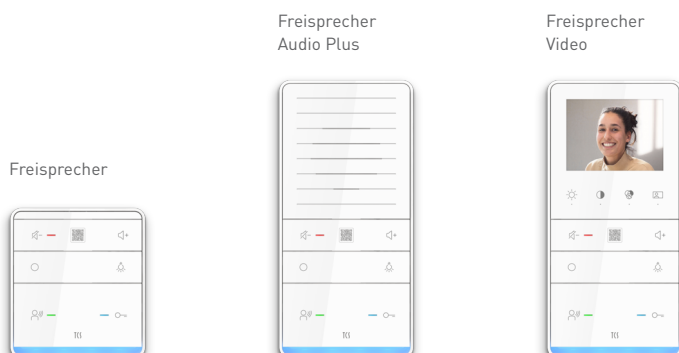 Freisprecher
Audio Plus
Freisprecher
Video
Freisprecher
TCS
TCS
TCS